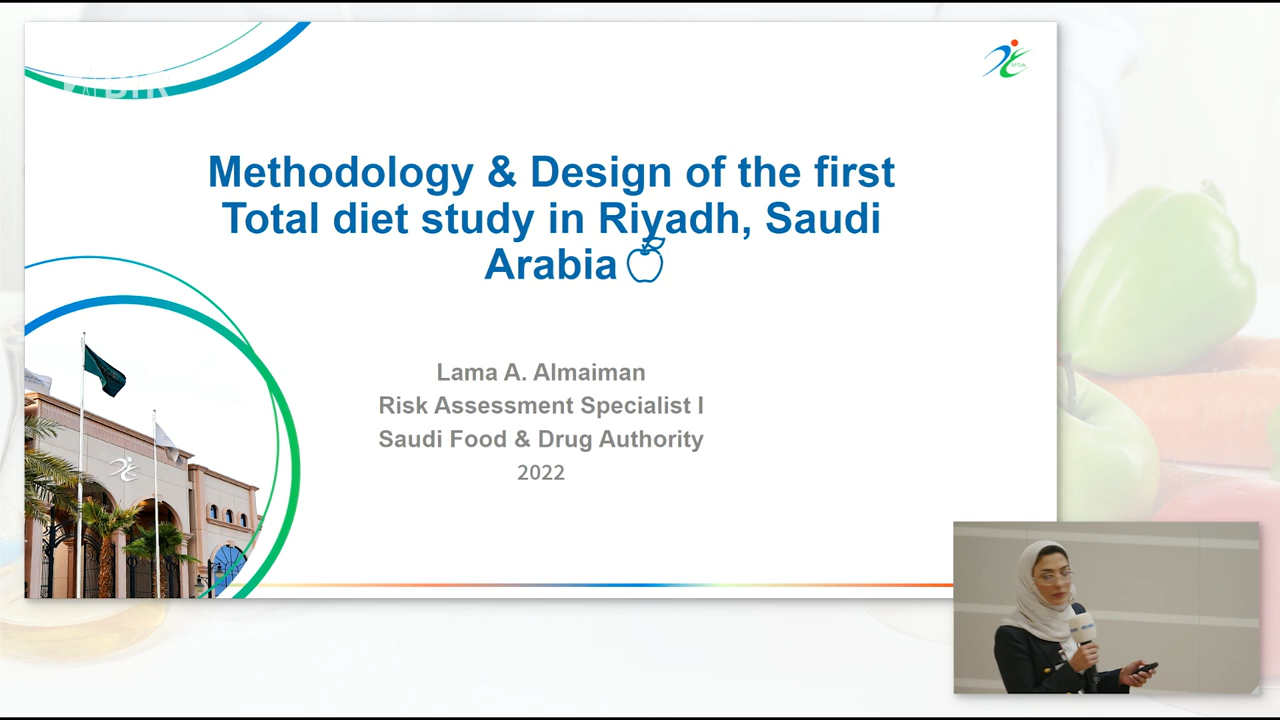 Methodology & Design of the first
Total diet study in Riyadh, Saudi
Arabia
Lama A. Almaiman
Risk Assessment Specialist I
Saudi Food & Drug Authority
2022